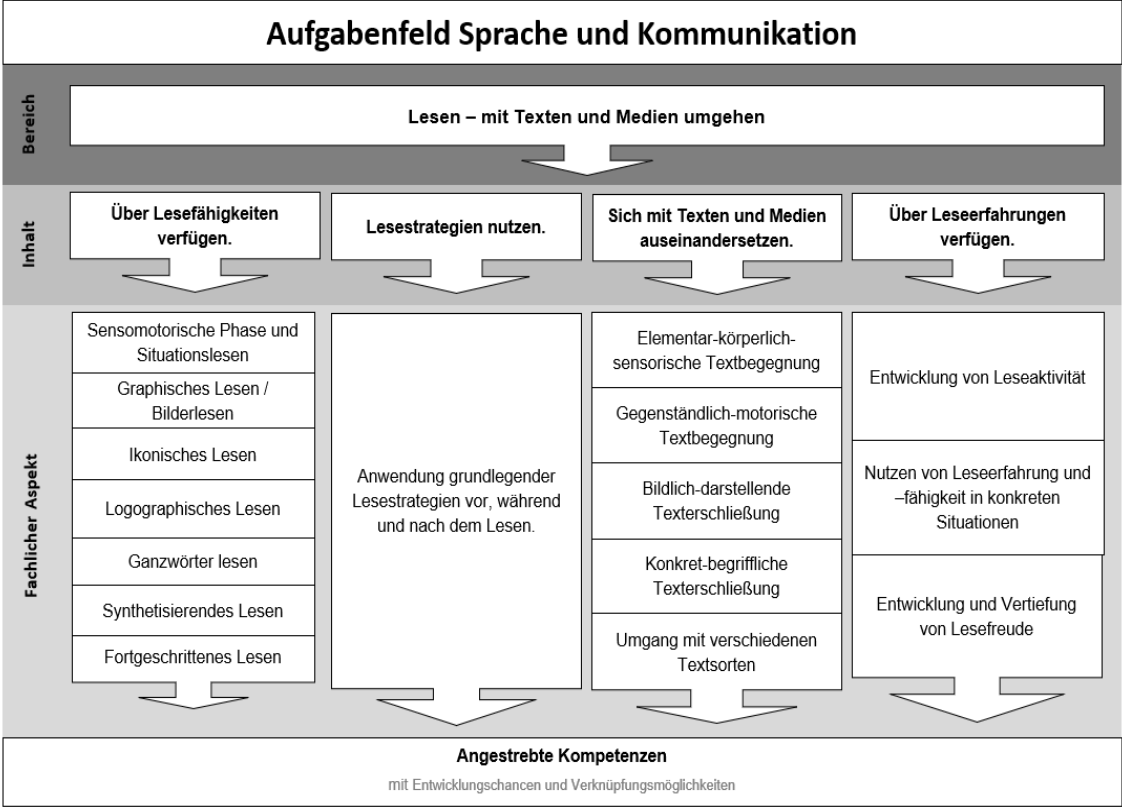 Aufgabenfeld Sprache und Kommunikation
Bereich
Lesen – mit Texten und Medien umgehen
Inhalt
Über Lesefähigkeiten
verfügen.
Lesestrategien nutzen.
Sich mit Texten und Medien
auseinandersetzen.
Über Leseerfahrungen
verfügen.
Fachlicher Aspekt
Sensomotorische Phase und
Situationslesen
Graphisches Lesen /
Bilderlesen
Ikonisches Lesen
Logographisches Lesen
Ganzwörter lesen
Synthetisierendes Lesen
Fortgeschrittenes Lesen
Anwendung grundlegender
Lesestrategien vor, während
und nach dem Lesen.
Elementar-körperlich-
sensorische Textbegegnung
Gegenständlich-motorische
Textbegegnung
Bildlich-darstellende
Texterschließung
Konkret-begriffliche
Texterschließung
Umgang mit verschiedenen
Textsorten
Entwicklung von Leseaktivität
Nutzen von Leseerfahrung und
–fähigkeit in konkreten
Situationen
Entwicklung und Vertiefung
von Lesefreude
Angestrebte Kompetenzen
mit Entwicklungschancen und Verknüpfungsmöglichkeiten